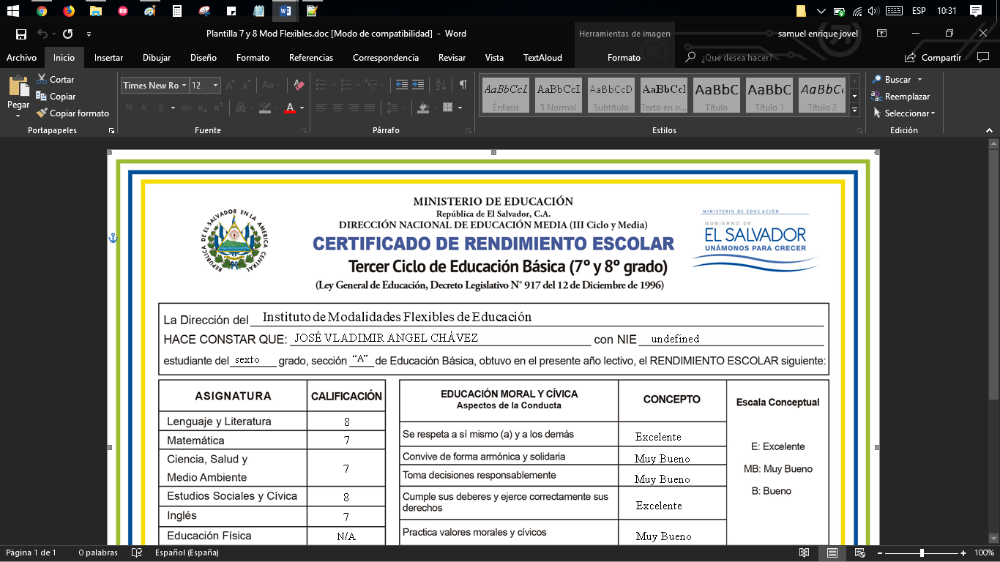 ESP 10:31
Plantilla 7 y 8 Mod Flexibles.doc [Modo de compatibilidad] - Word
Herramientas de imagen
samuel enrique jovel
Archivo Inicio Insertar Dibujar Diseño Formato Referencias Correspondencia Revisar Vista TextAloud Formato ¿Qué desea hacer? Compartir
Pegar
Cortar
Copiar
Copiar formato
Portapapeles
Times New Ro 12
Aa
N K S abc x₂ x² A A
Fuente
Párrafo
AaBbCcI AaBbCcI AaBbCcD AaBbCcI AaBbC AaBbC AaBbCc
Énfasis ¶ Normal Subtítulo Texto en n... Título Título 1 Título 2
Estilos
Buscar
Reemplazar
Seleccionar
Edición
REPÚBLICA DE EL SALVADOR EN LA AMERICA CENTRAL
MINISTERIO DE EDUCACIÓN
República de El Salvador, C.A.
DIRECCIÓN NACIONAL DE EDUCACIÓN MEDIA (III Ciclo y Media)
CERTIFICADO DE RENDIMIENTO ESCOLAR
Tercer Ciclo de Educación Básica (7º y 8º grado)
(Ley General de Educación, Decreto Legislativo N° 917 del 12 de Diciembre de 1996)
MINISTERIO DE EDUCACIÓN
GOBIERNO DE
EL SALVADOR
UNÁMONOS PARA CRECER
La Dirección del Instituto de Modalidades Flexibles de Educación
HACE CONSTAR QUE: JOSÉ VLADIMIR ANGEL CHÁVEZ con NIE undefined
estudiante del sexto grado, sección “A” de Educación Básica, obtuvo en el presente año lectivo, el RENDIMIENTO ESCOLAR siguiente:
ASIGNATURA CALIFICACIÓN
Lenguaje y Literatura 8
Matemática 7
Ciencia, Salud y
Medio Ambiente 7
Estudios Sociales y Cívica 8
Inglés 7
Educación Física N/A
EDUCACIÓN MORAL Y CÍVICA
Aspectos de la Conducta
CONCEPTO
Se respeta a sí mismo (a) y a los demás Excelente
Convive de forma armónica y solidaria Muy Bueno
Toma decisiones responsablemente Muy Bueno
Cumple sus deberes y ejerce correctamente sus
derechos Excelente
Practica valores morales y cívicos Muy Bueno
Escala Conceptual
E: Excelente
MB: Muy Bueno
B: Bueno
Página 1 de 1 0 palabras Español (España) 100%